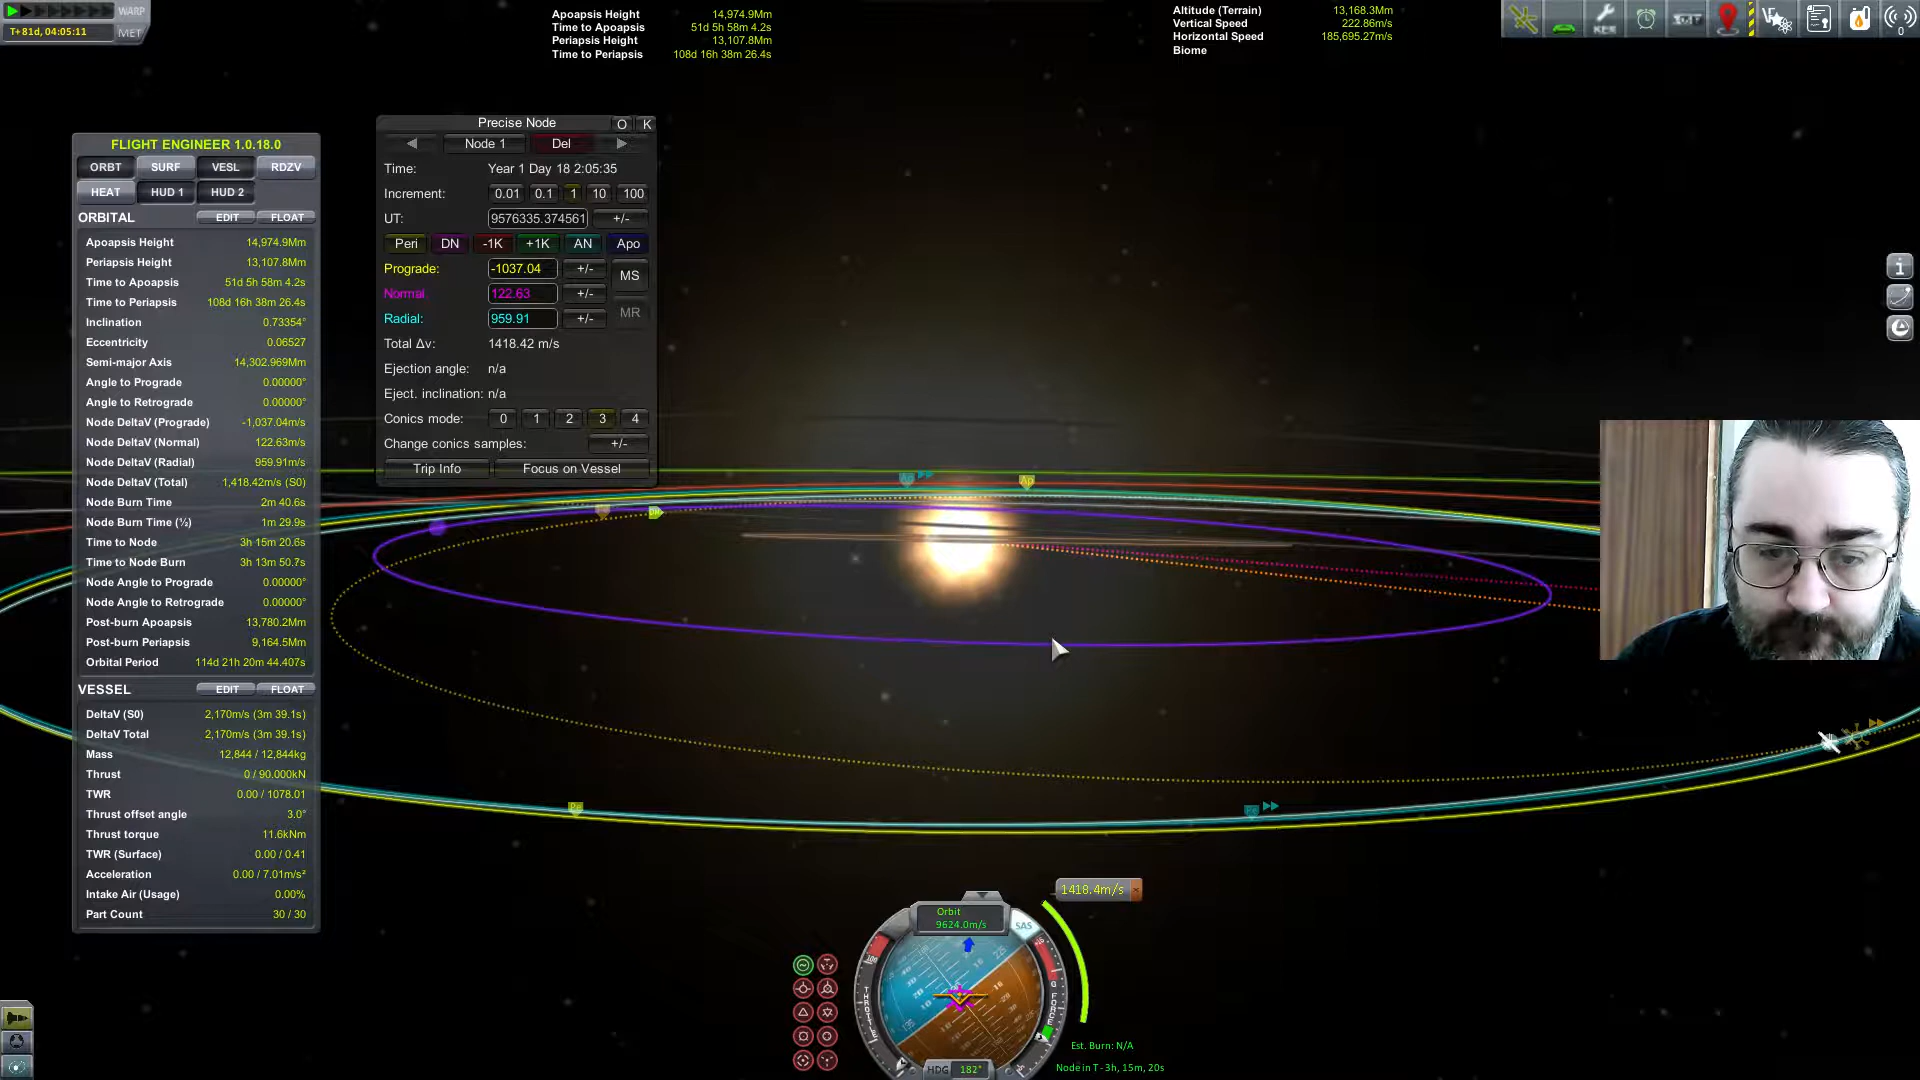 WARP
T+81d, 04:05:11
MET
Apoapsis Height 14,974.9Mm
Time to Apoapsis 51d 5h 58m 4.2s
Periapsis Height 13,107.8Mm
Time to Periapsis 108d 16h 38m 26.4s
Altitude (Terrain) 13,168.3Mm
Vertical Speed 222.86m/s
Horizontal Speed 185,695.27m/s
Biome
KER
0
FLIGHT ENGINEER 1.0.18.0
ORBT SURF VESL RDZV
HEAT HUD 1 HUD 2
ORBITAL EDIT FLOAT
Apoapsis Height 14,974.9Mm
Periapsis Height 13,107.8Mm
Time to Apoapsis 51d 5h 58m 4.2s
Time to Periapsis 108d 16h 38m 26.4s
Inclination 0.73354°
Eccentricity 0.06527
Semi-major Axis 14,302.969Mm
Angle to Prograde 0.00000°
Angle to Retrograde 0.00000°
Node DeltaV (Prograde) -1,037.04m/s
Node DeltaV (Normal) 122.63m/s
Node DeltaV (Radial) 959.91m/s
Node DeltaV (Total) 1,418.42m/s (S0)
Node Burn Time 2m 40.6s
Node Burn Time (½) 1m 29.9s
Time to Node 3h 15m 20.6s
Time to Node Burn 3h 13m 50.7s
Node Angle to Prograde 0.00000°
Node Angle to Retrograde 0.00000°
Post-burn Apoapsis 13,780.2Mm
Post-burn Periapsis 9,164.5Mm
Orbital Period 114d 21h 20m 44.407s
VESSEL EDIT FLOAT
DeltaV (S0) 2,170m/s (3m 39.1s)
DeltaV Total 2,170m/s (3m 39.1s)
Mass 12,844 / 12,844kg
Thrust 0 / 90.000kN
TWR 0.00 / 1078.01
Thrust offset angle 3.0°
Thrust torque 11.6kNm
TWR (Surface) 0.00 / 0.41
Acceleration 0.00 / 7.01m/s²
Intake Air (Usage) 0.00%
Part Count 30 / 30
Precise Node O K
Node 1 Del
Time: Year 1 Day 18 2:05:35
Increment: 0.01 0.1 1 10 100
UT: 9576335.374561 +/-
Peri DN -1K +1K AN Apo
Prograde: -1037.04 +/- MS
Normal: 122.63 +/-
Radial: 959.91 +/- MR
Total Δv: 1418.42 m/s
Ejection angle: n/a
Eject. inclination: n/a
Conics mode: 0 1 2 3 4
Change conics samples: +/-
Trip Info Focus on Vessel
Ap
Ap
DN
Pe
Pe
1418.4m/s
Orbit
9624.0m/s
SAS
THROTTLE
G FORCE
HDG 182°
Est. Burn: N/A
Node in T - 3h, 15m, 20s